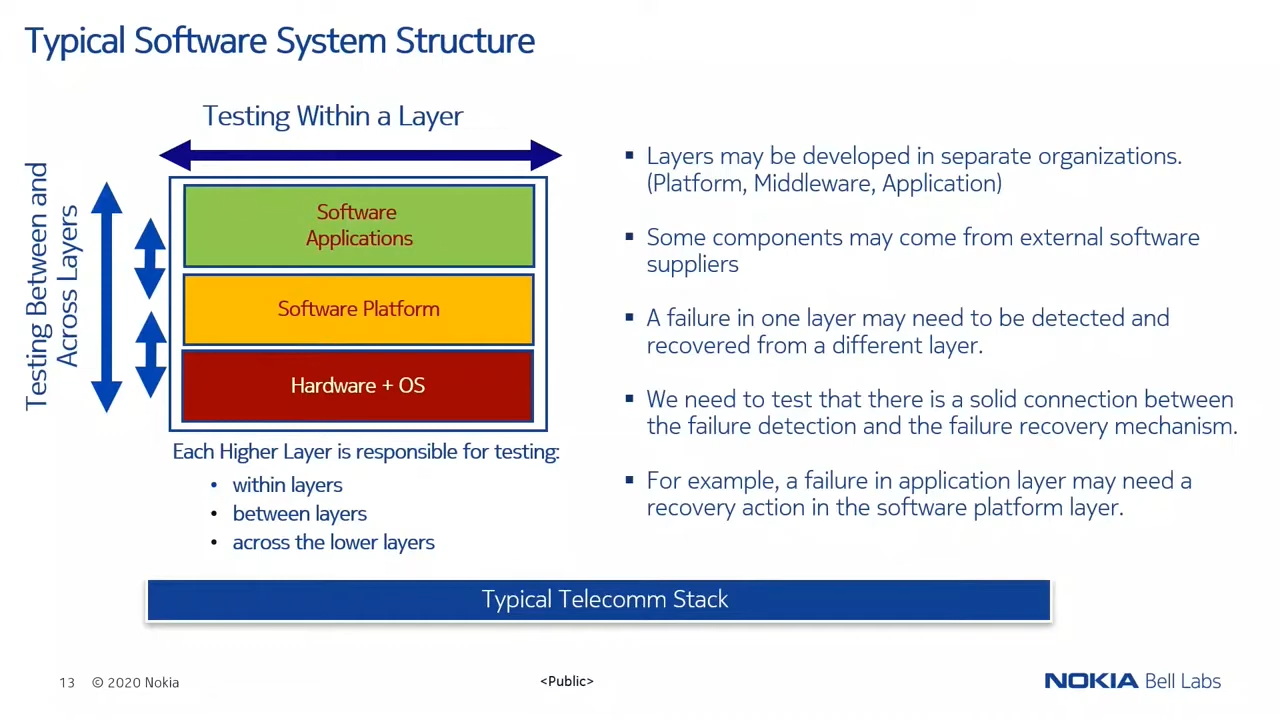 Typical Software System Structure
Testing Within a Layer
Testing Between and
Across Layers
Software
Applications
Software Platform
Hardware + OS
Each Higher Layer is responsible for testing:
• within layers
• between layers
• across the lower layers
▪ Layers may be developed in separate organizations.
(Platform, Middleware, Application)
▪ Some components may come from external software
suppliers
▪ A failure in one layer may need to be detected and
recovered from a different layer.
▪ We need to test that there is a solid connection between
the failure detection and the failure recovery mechanism.
▪ For example, a failure in application layer may need a
recovery action in the software platform layer.
Typical Telecomm Stack
13 © 2020 Nokia
<Public>
NOKIA Bell Labs